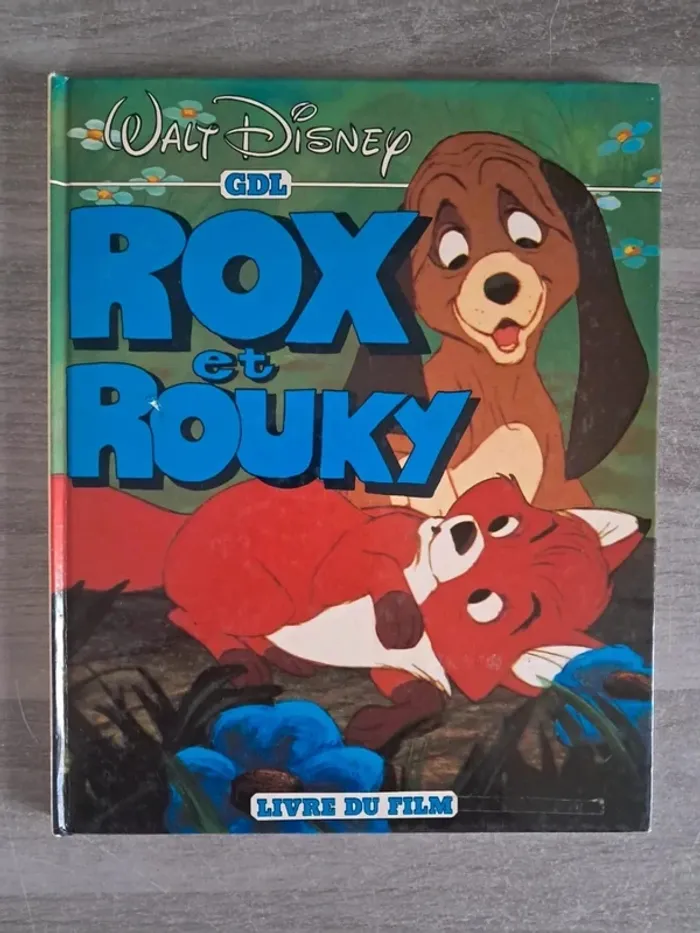 WALT DISNEY
GDL
ROX
et
ROUKY
LIVRE DU FILM